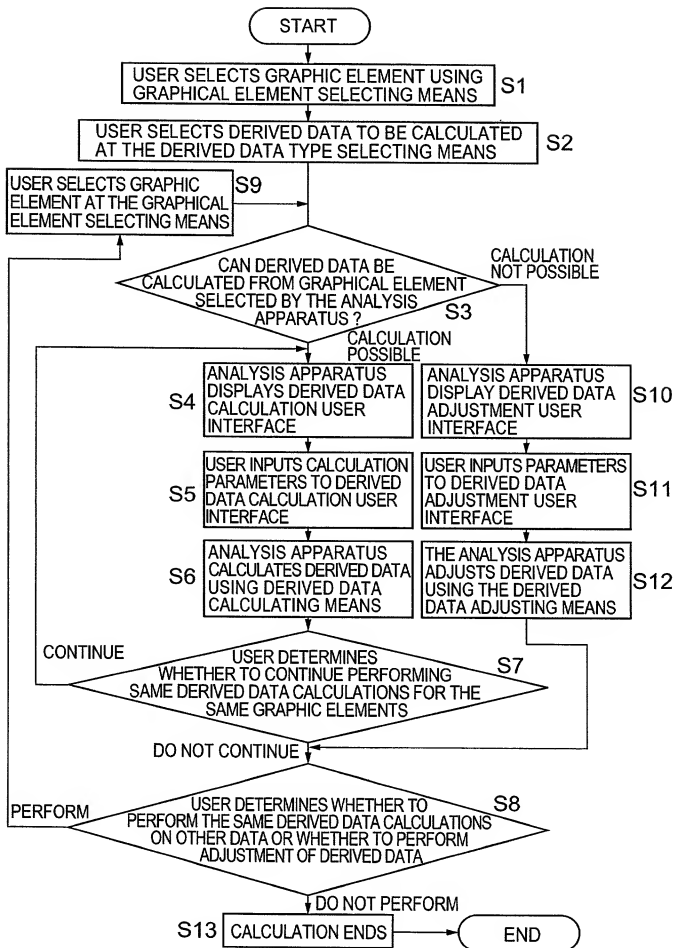 START
USER SELECTS GRAPHIC ELEMENT USING
GRAPHICAL ELEMENT SELECTING MEANS
S1
USER SELECTS DERIVED DATA TO BE CALCULATED
AT THE DERIVED DATA TYPE SELECTING MEANS
S2
S9
USER SELECTS GRAPHIC
ELEMENT AT THE GRAPHICAL
ELEMENT SELECTING MEANS
CAN DERIVED DATA BE
CALCULATED FROM GRAPHICAL ELEMENT
SELECTED BY THE ANALYSIS
APPARATUS ?
S3
CALCULATION
NOT POSSIBLE
CALCULATION
POSSIBLE
S4
ANALYSIS APPARATUS
DISPLAYS DERIVED DATA
CALCULATION USER
INTERFACE
ANALYSIS APPARATUS
DISPLAY DERIVED DATA
ADJUSTMENT USER
INTERFACE
S10
S5
USER INPUTS CALCULATION
PARAMETERS TO DERIVED
DATA CALCULATION USER
INTERFACE
USER INPUTS PARAMETERS
TO DERIVED DATA
ADJUSTMENT USER
INTERFACE
S11
S6
ANALYSIS APPARATUS
CALCULATES DERIVED DATA
USING DERIVED DATA
CALCULATING MEANS
THE ANALYSIS APPARATUS
ADJUSTS DERIVED DATA
USING THE DERIVED
DATA ADJUSTING MEANS
S12
CONTINUE
USER DETERMINES
WHETHER TO CONTINUE PERFORMING
SAME DERIVED DATA CALCULATIONS FOR THE
SAME GRAPHIC ELEMENTS
S7
DO NOT CONTINUE
PERFORM
USER DETERMINES WHETHER TO
PERFORM THE SAME DERIVED DATA CALCULATIONS
ON OTHER DATA OR WHETHER TO PERFORM
ADJUSTMENT OF DERIVED DATA
S8
DO NOT PERFORM
S13
CALCULATION ENDS
END